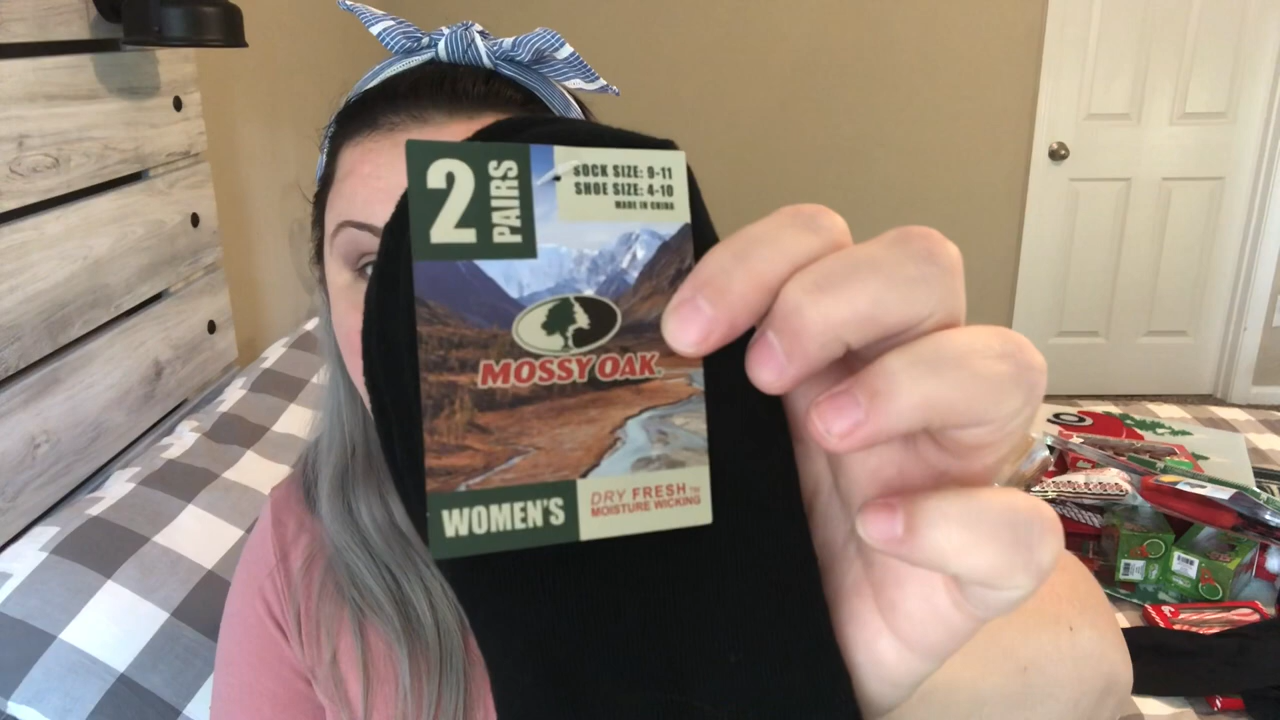 2 PAIRS
SOCK SIZE: 9-11
SHOE SIZE: 4-10
MADE IN CHINA
MOSSY OAK
WOMEN'S
DRY FRESH™
MOISTURE WICKING